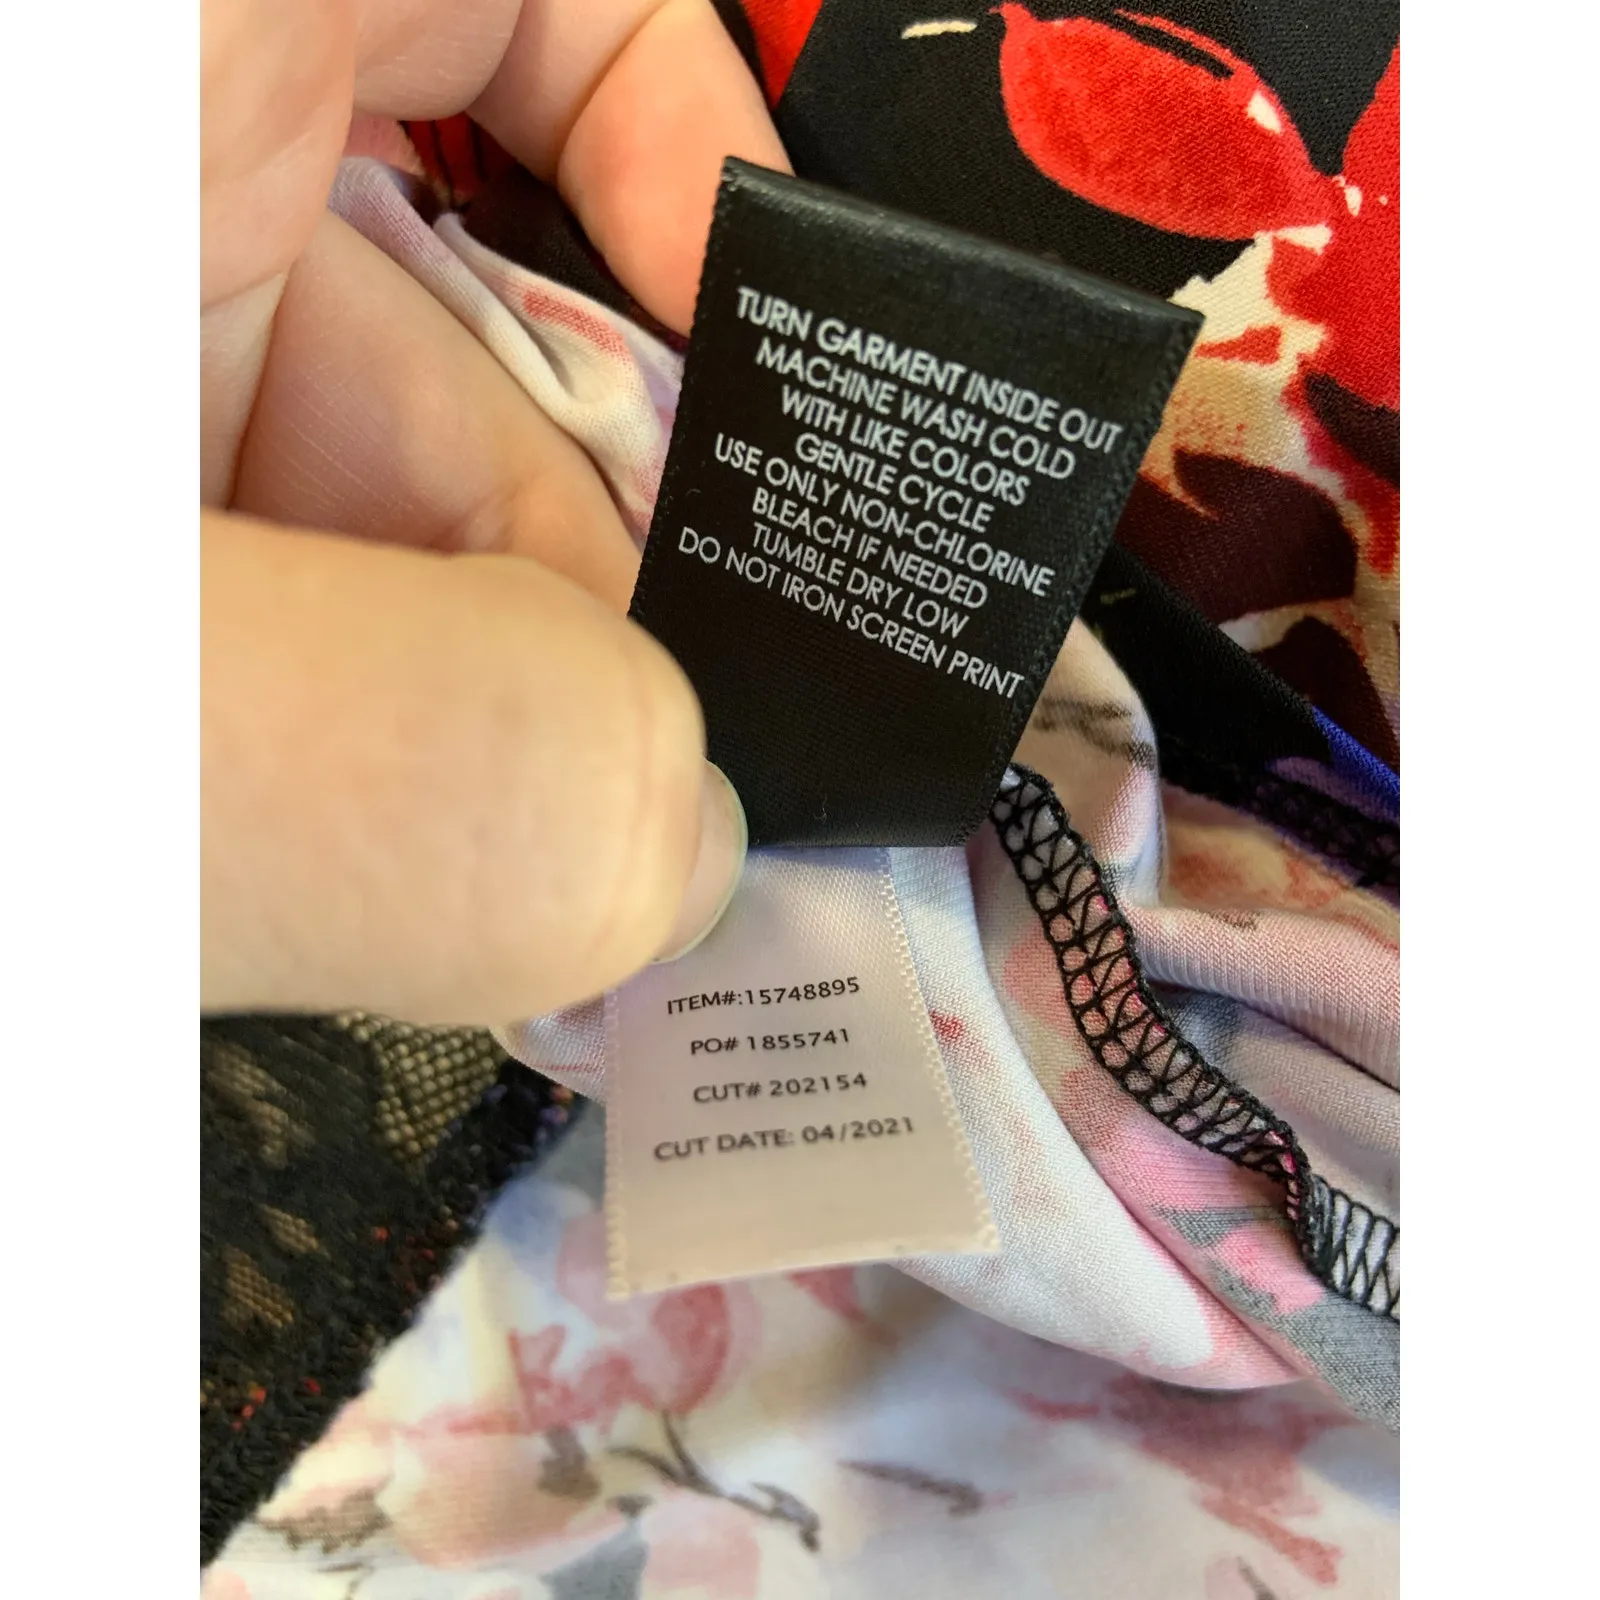 TURN GARMENT INSIDE OUT
MACHINE WASH COLD
WITH LIKE COLORS
GENTLE CYCLE
USE ONLY NON-CHLORINE
BLEACH IF NEEDED
TUMBLE DRY LOW
DO NOT IRON SCREEN PRINT
ITEM#:15748895
PO# 1855741
CUT# 202154
CUT DATE: 04/2021